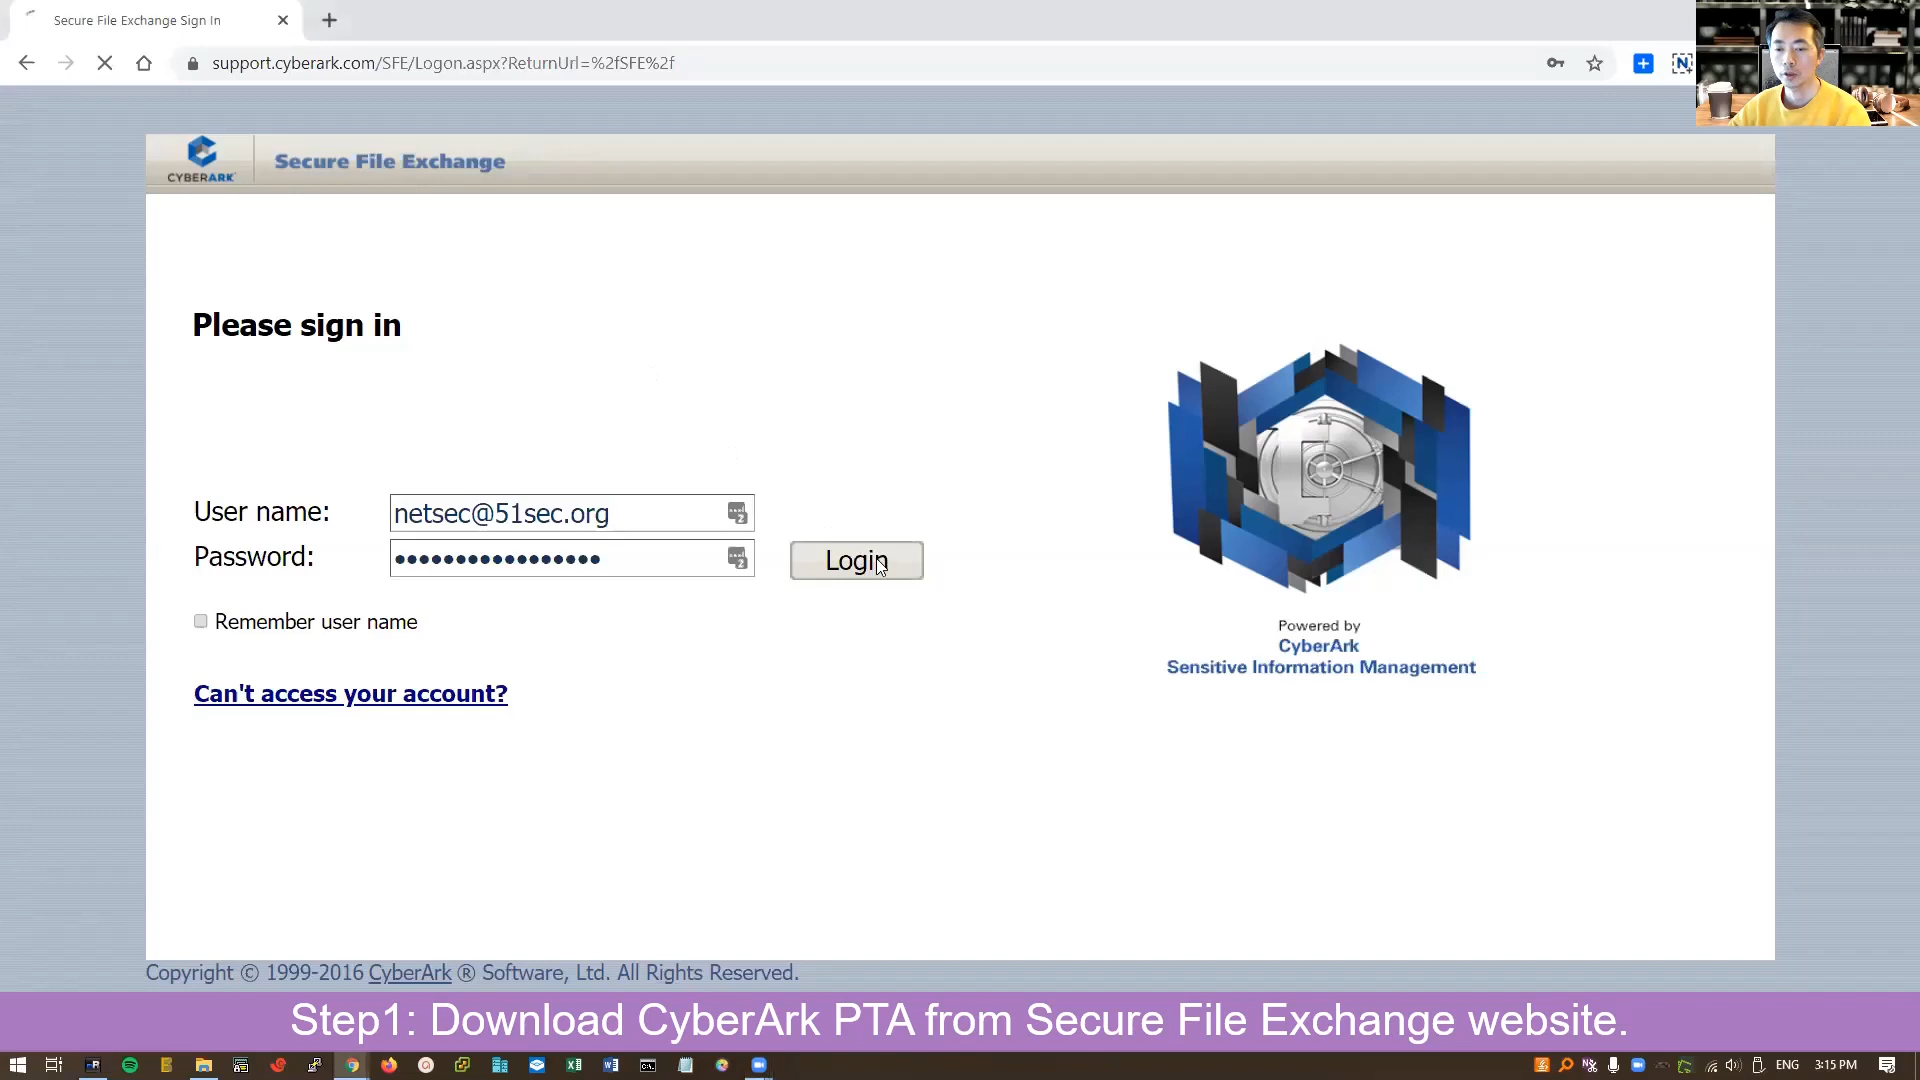 Secure File Exchange Sign In
support.cyberark.com/SFE/Logon.aspx?ReturnUrl=%2fSFE%2f
CYBERARK
Secure File Exchange
Please sign in
User name: netsec@51sec.org
Password: ••••••••••••••••
Login
Remember user name
Can't access your account?
Powered by
CyberArk
Sensitive Information Management
Copyright © 1999-2016 CyberArk ® Software, Ltd. All Rights Reserved.
Step1: Download CyberArk PTA from Secure File Exchange website.
ENG
3:15 PM